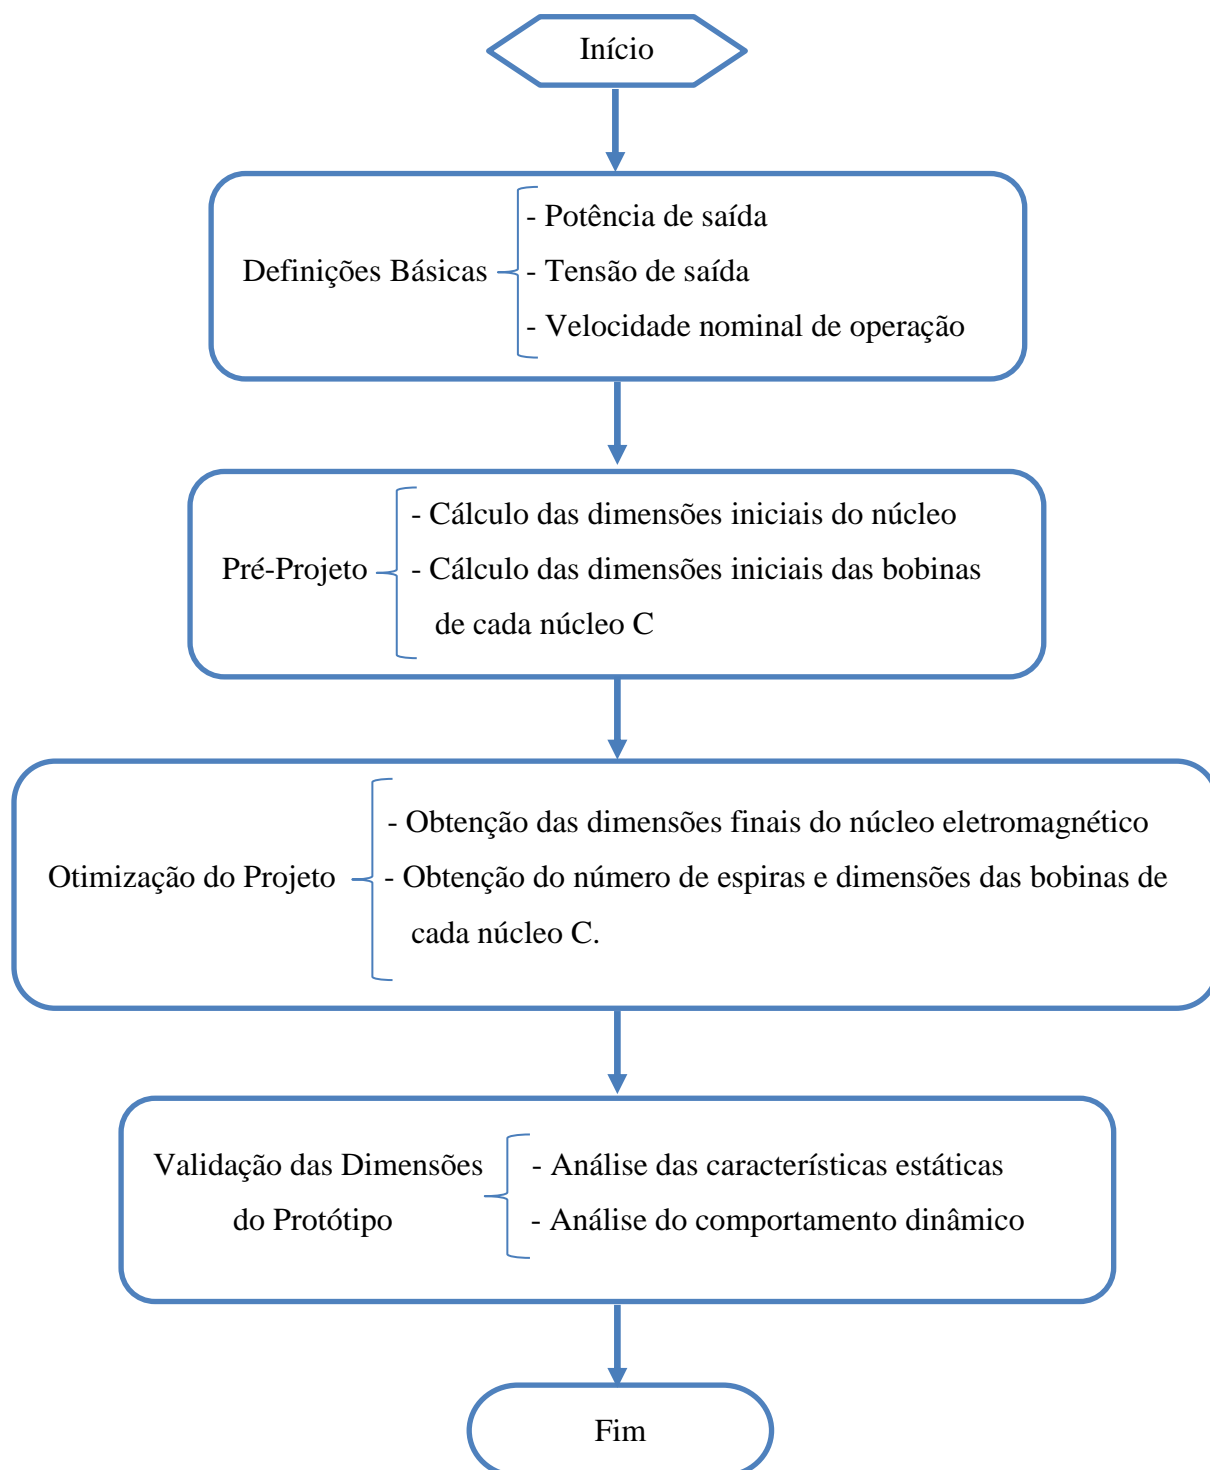 Início
- Potência de saída
Definições Básicas
- Tensão de saída
- Velocidade nominal de operação
- Cálculo das dimensões iniciais do núcleo
Pré-Projeto
- Cálculo das dimensões iniciais das bobinas
de cada núcleo C
- Obtenção das dimensões finais do núcleo eletromagnético
Otimização do Projeto
- Obtenção do número de espiras e dimensões das bobinas de
cada núcleo C.
Validação das Dimensões
do Protótipo
- Análise das características estáticas
- Análise do comportamento dinâmico
Fim